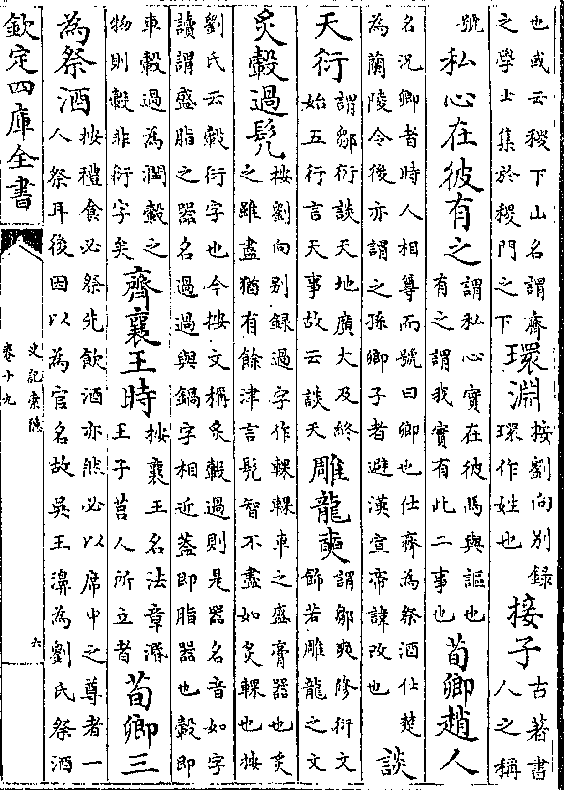 也或云稷下山名謂齊
之學士集於稷門之下
環淵
按劉向别録
環作姓也
接子
古著書
人之稱
號
私心在彼有之
謂私心實在彼馬與謳也
有之謂我實有此二事也
荀卿趙人
名況卿者時人相尊而號曰卿也仕齊為祭酒仕楚
為蘭陵令後亦謂之孫卿子者避漢宣帝諱改也
談
天衍
謂鄒衍談天地廣大及終
始五行言天事故云談天
雕龍奭
謂鄒奭修衍文
飾若雕龍之文
炙轂過髠
按劉向别録過字作輠輠車之盛膏器也炙
之雖盡猶有餘津言髠智不盡如炙輠也按
劉氏云轂衍字也今按文稱炙轂過則是器名音如字
讀謂盛脂之器名過過與鍋字相近葢即脂器也轂即
車轂過為潤轂之
物則轂非衍字矣
齊襄王時
按襄王名法章湣
王子莒人所立者
荀卿三
為祭酒
按禮食必祭先飲酒亦然必以席中之尊者一
人祭耳後因以為官名故吳王濞為劉氏祭酒
欽定四庫全書
史記索隱
卷十九
六